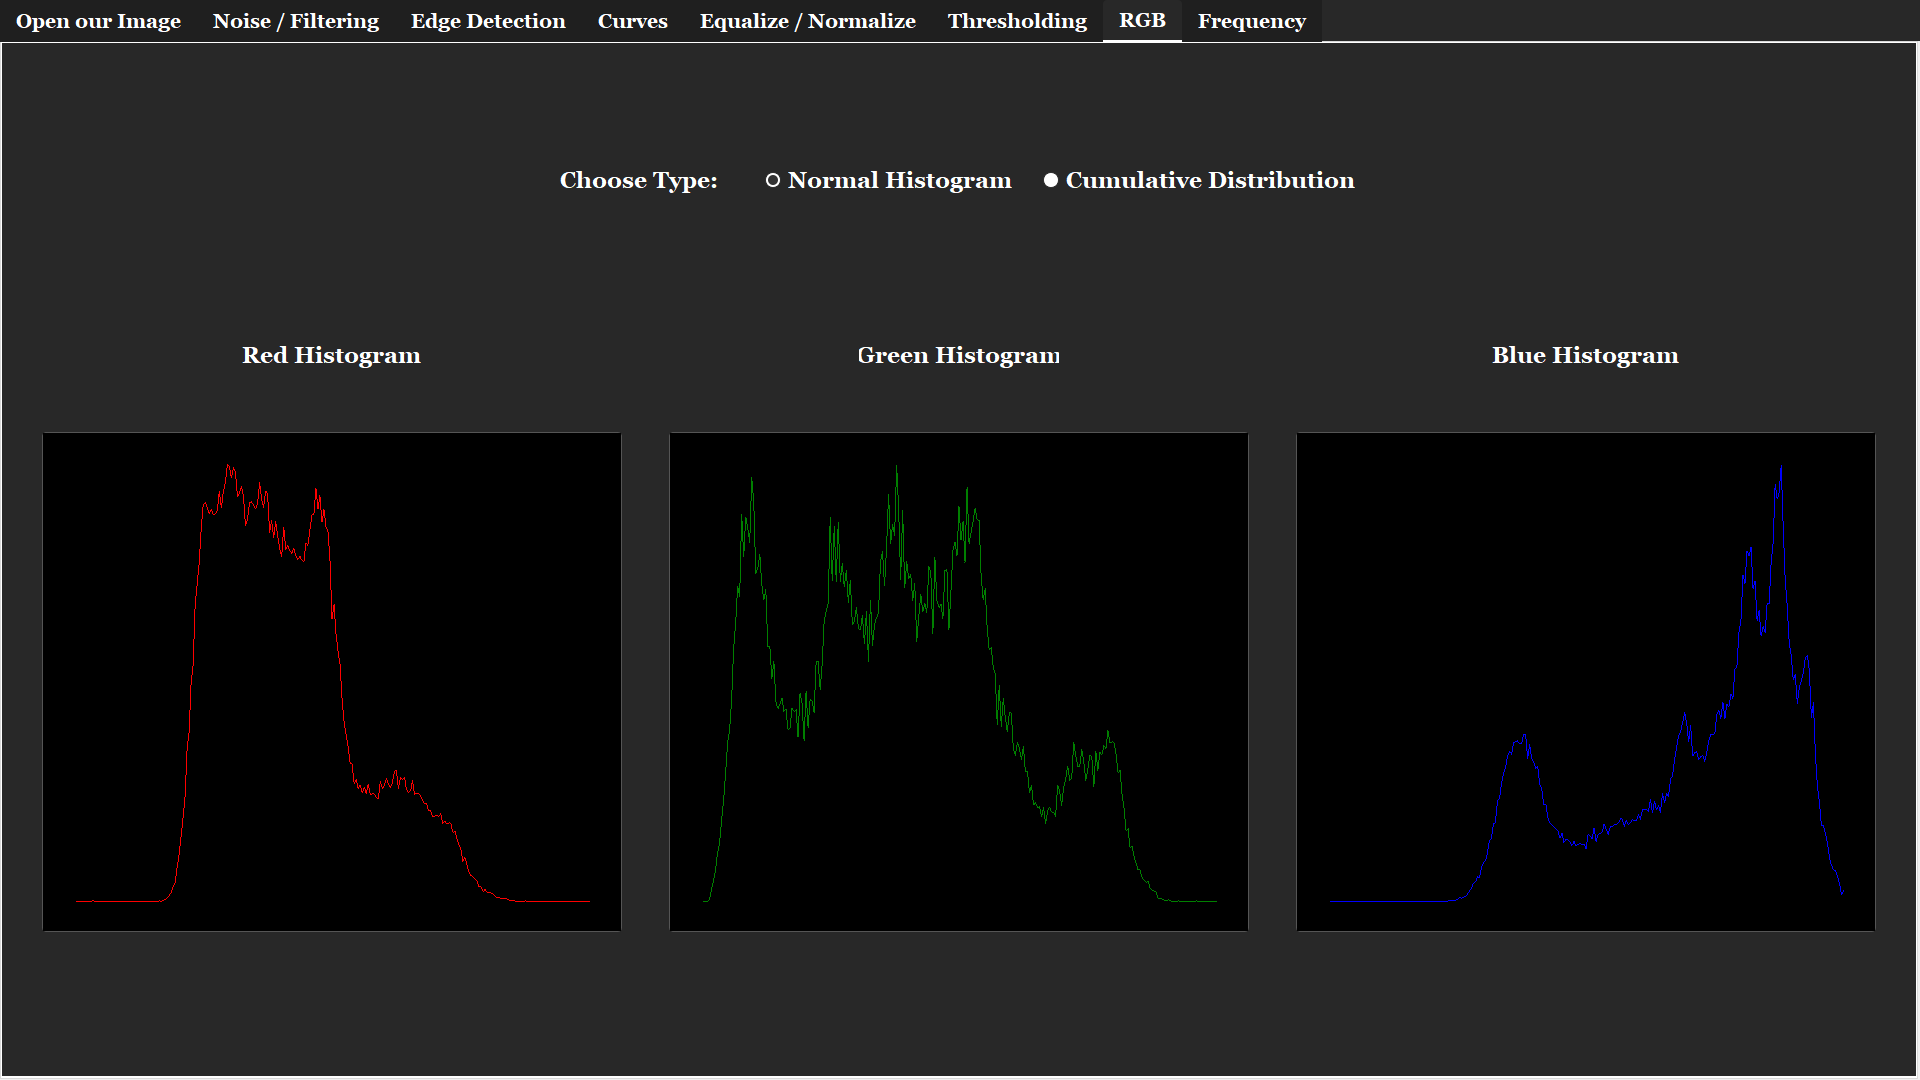 Open our Image Noise / Filtering Edge Detection Curves Equalize / Normalize Thresholding RGB Frequency
Choose Type: Normal Histogram Cumulative Distribution
Red Histogram Green Histogram Blue Histogram